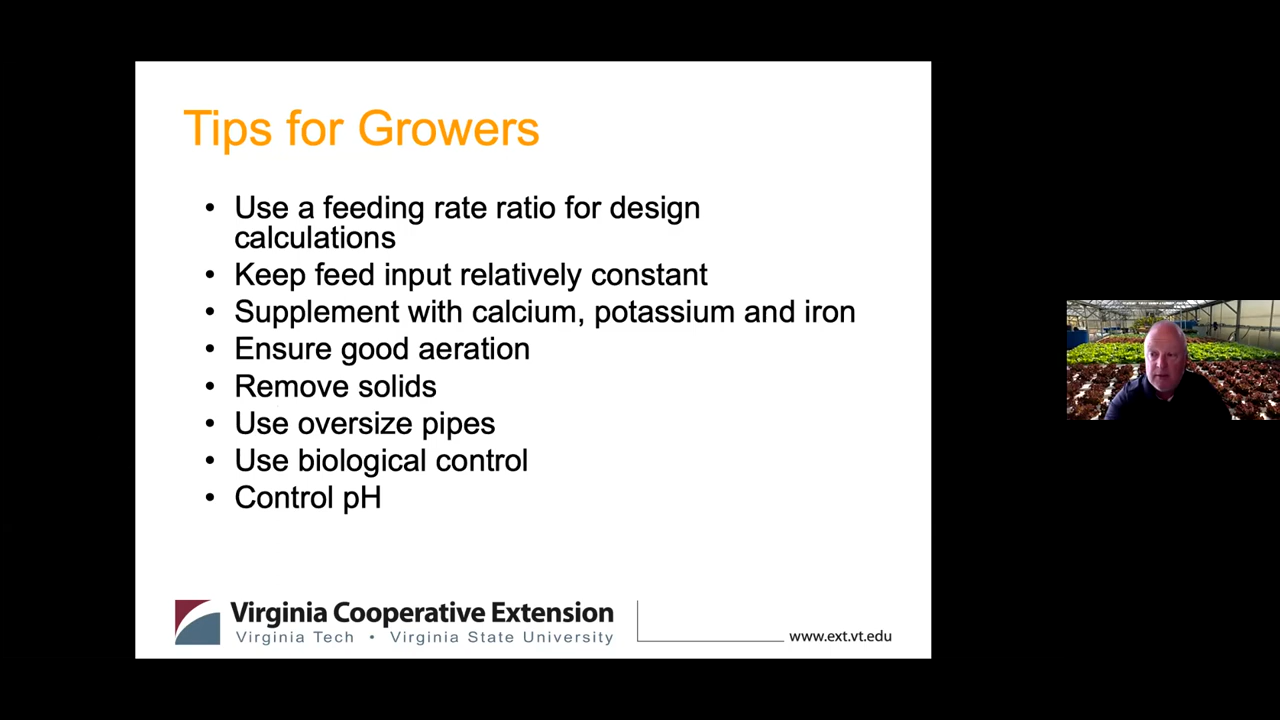 Tips for Growers
• Use a feeding rate ratio for design
calculations
• Keep feed input relatively constant
• Supplement with calcium, potassium and iron
• Ensure good aeration
• Remove solids
• Use oversize pipes
• Use biological control
• Control pH
Virginia Cooperative Extension
Virginia Tech • Virginia State University
www.ext.vt.edu